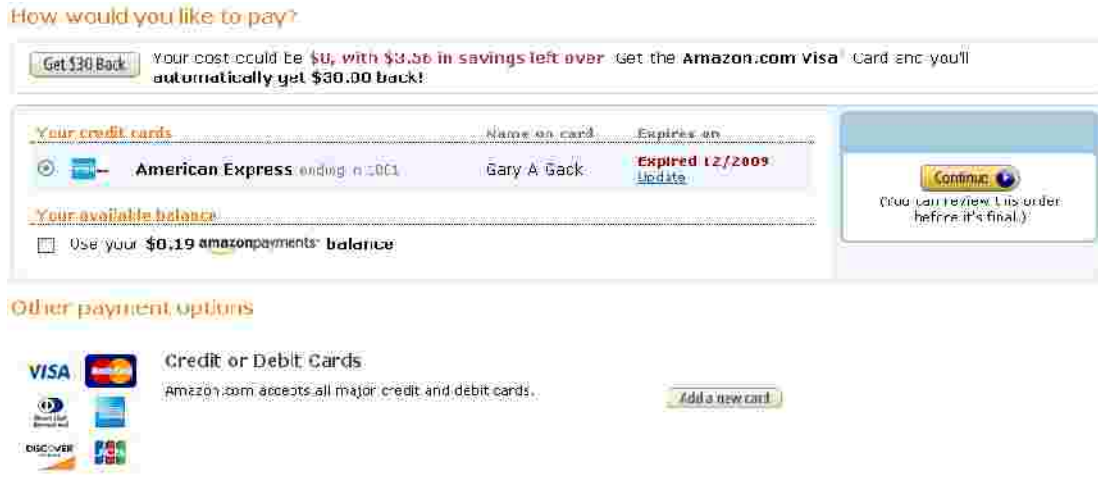 How would you like to pay?
Get $30 Back
Your cost could be $0, with $3.56 in savings left over Get the Amazon.com Visa Card and you'll
automatically get $30.00 back!
Your credit cards Name on card Expires on
American Express ending in 1001 Gary A Gack Expired 12/2009
Update
Continue
(You can review this order
before it's final.)
Your available balance
Use your $0.19 amazonpayments balance
Other payment options
VISA MasterCard
Credit or Debit Cards
Amazon.com accepts all major credit and debit cards.
Add a new card
DISCOVER JCB